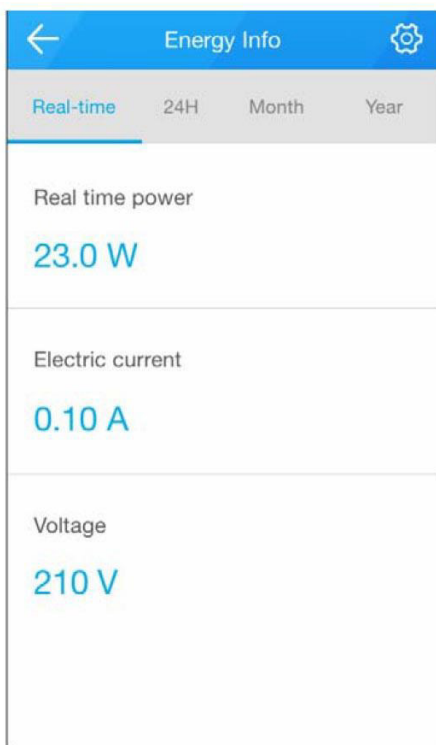 Energy Info
Real-time 24H Month Year
Real time power
23.0 W
Electric current
0.10 A
Voltage
210 V